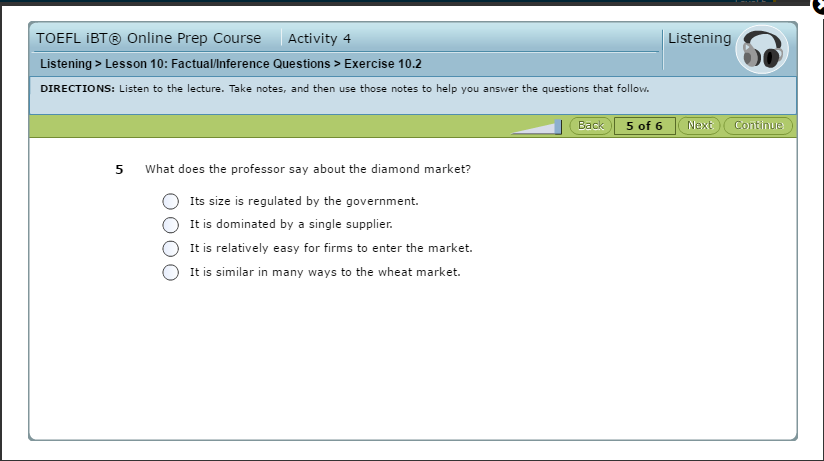 TOEFL iBT® Online Prep Course Activity 4 Listening
Listening > Lesson 10: Factual/Inference Questions > Exercise 10.2
DIRECTIONS: Listen to the lecture. Take notes, and then use those notes to help you answer the questions that follow.
Back 5 of 6 Next Continue
5 What does the professor say about the diamond market?
Its size is regulated by the government.
It is dominated by a single supplier.
It is relatively easy for firms to enter the market.
It is similar in many ways to the wheat market.